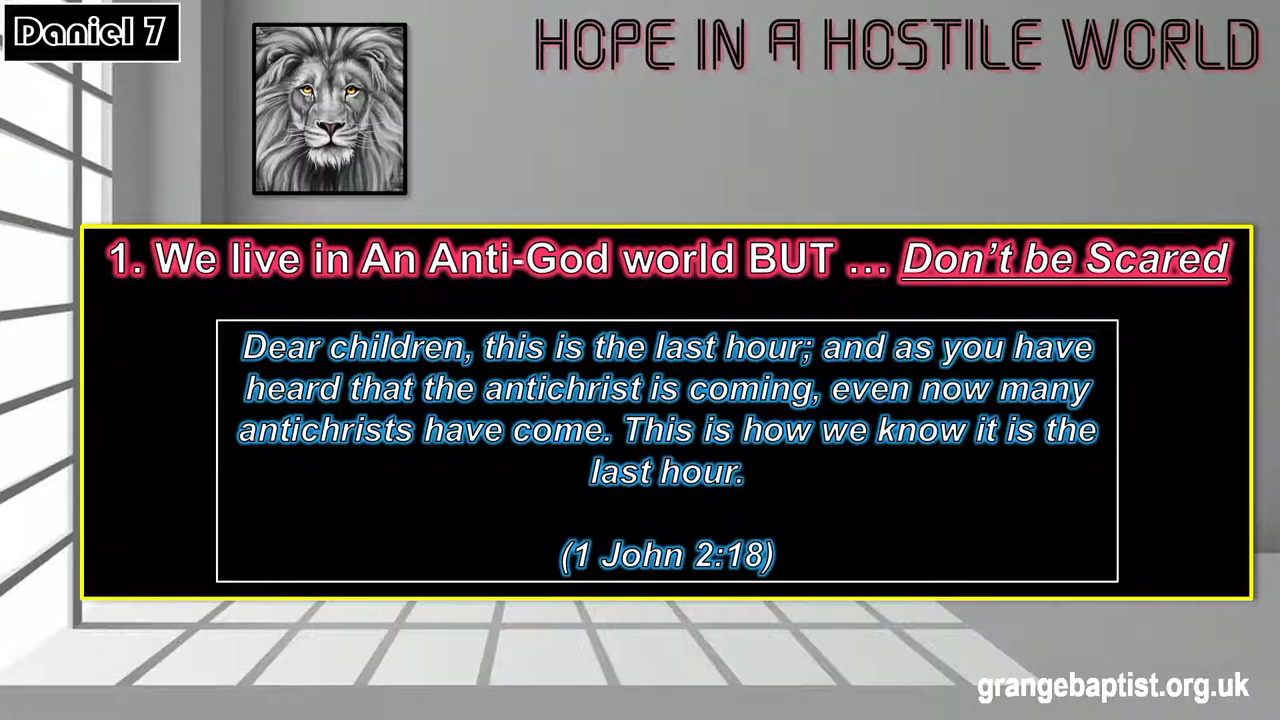 Daniel 7
HOPE IN A HOSTILE WORLD
1. We live in An Anti-God world BUT … Don’t be Scared
Dear children, this is the last hour; and as you have
heard that the antichrist is coming, even now many
antichrists have come. This is how we know it is the
last hour.
(1 John 2:18)
grangebaptist.org.uk